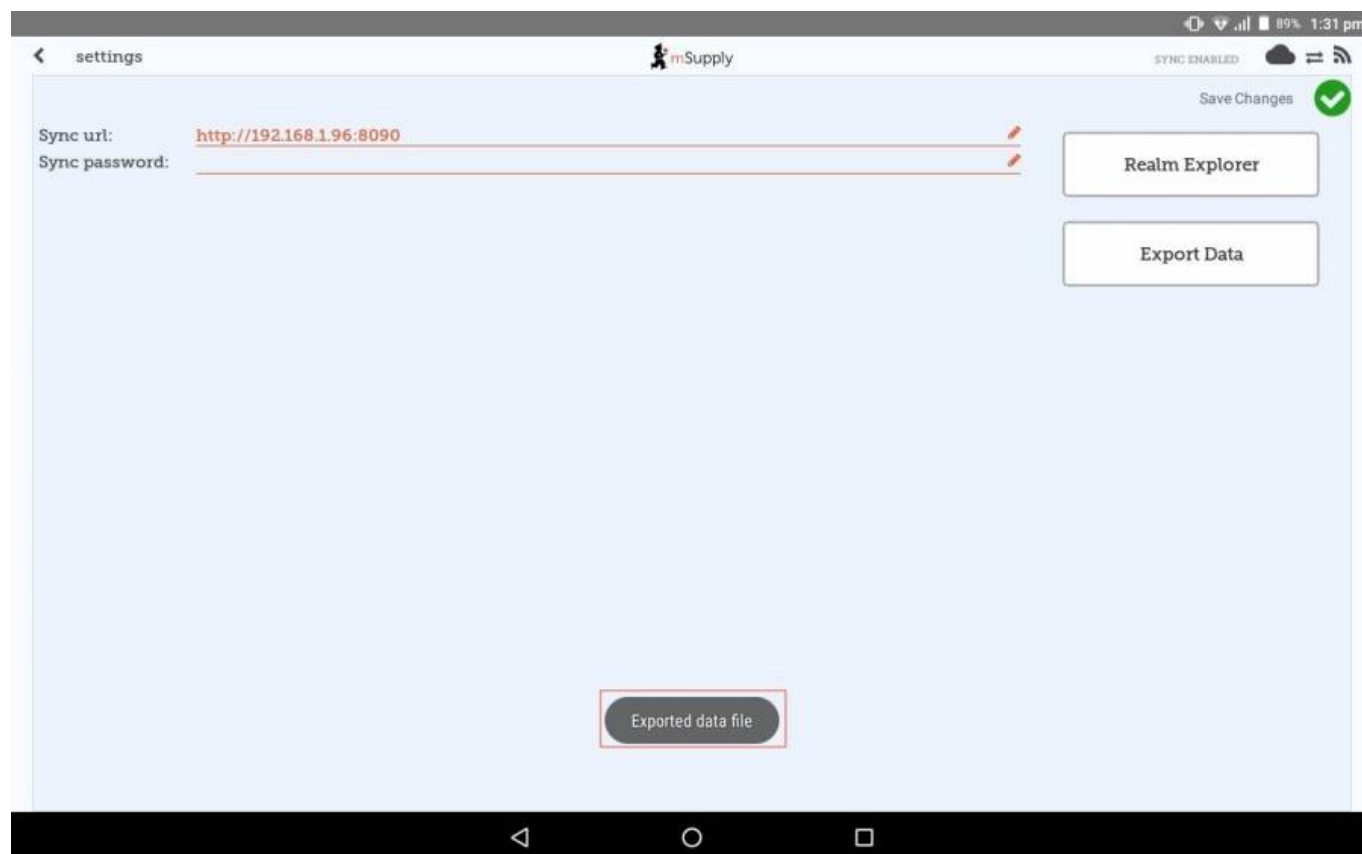 89% 1:31 pm
settings
mSupply
SYNC ENABLED
Save Changes
Sync url: http://192.168.1.96:8090
Sync password:
Realm Explorer
Export Data
Exported data file